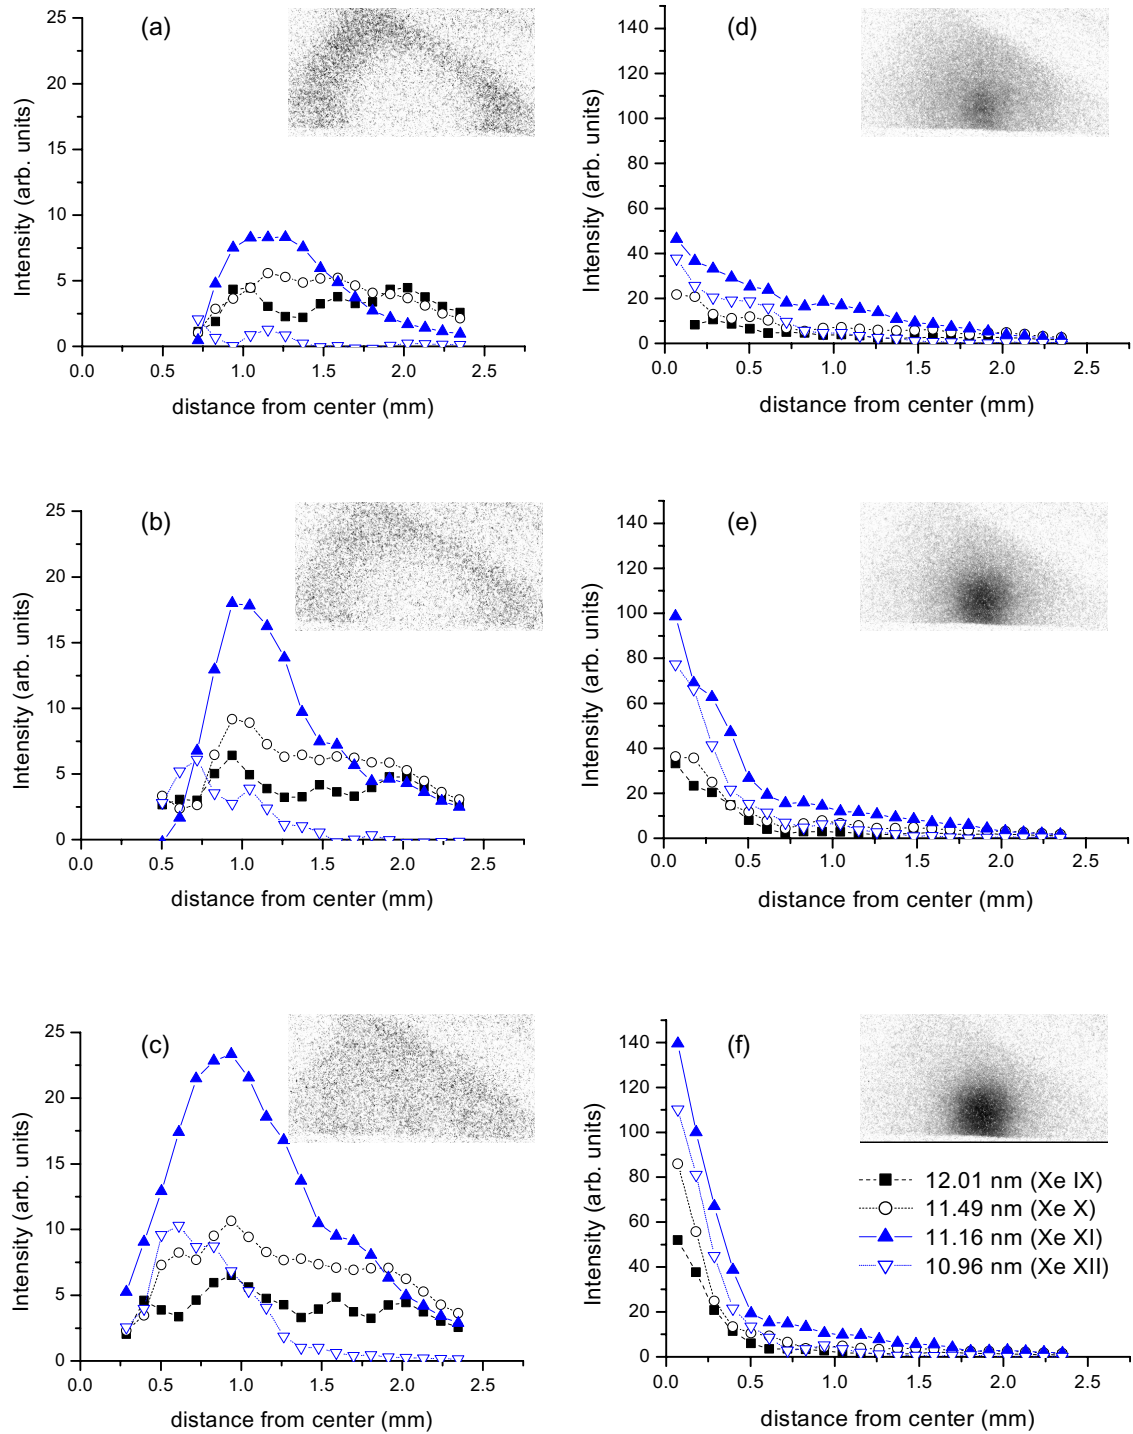 (a)
25
20
15
10
5
0
Intensity (arb. units)
0.0 0.5 1.0 1.5 2.0 2.5
distance from center (mm)
(d)
140
120
100
80
60
40
20
0
Intensity (arb. units)
0.0 0.5 1.0 1.5 2.0 2.5
distance from center (mm)
(b)
25
20
15
10
5
0
Intensity (arb. units)
0.0 0.5 1.0 1.5 2.0 2.5
distance from center (mm)
(e)
140
120
100
80
60
40
20
0
Intensity (arb. units)
0.0 0.5 1.0 1.5 2.0 2.5
distance from center (mm)
(c)
25
20
15
10
5
0
Intensity (arb. units)
0.0 0.5 1.0 1.5 2.0 2.5
distance from center (mm)
(f)
140
120
100
80
60
40
20
0
Intensity (arb. units)
12.01 nm (Xe IX)
11.49 nm (Xe X)
11.16 nm (Xe XI)
10.96 nm (Xe XII)
0.0 0.5 1.0 1.5 2.0 2.5
distance from center (mm)